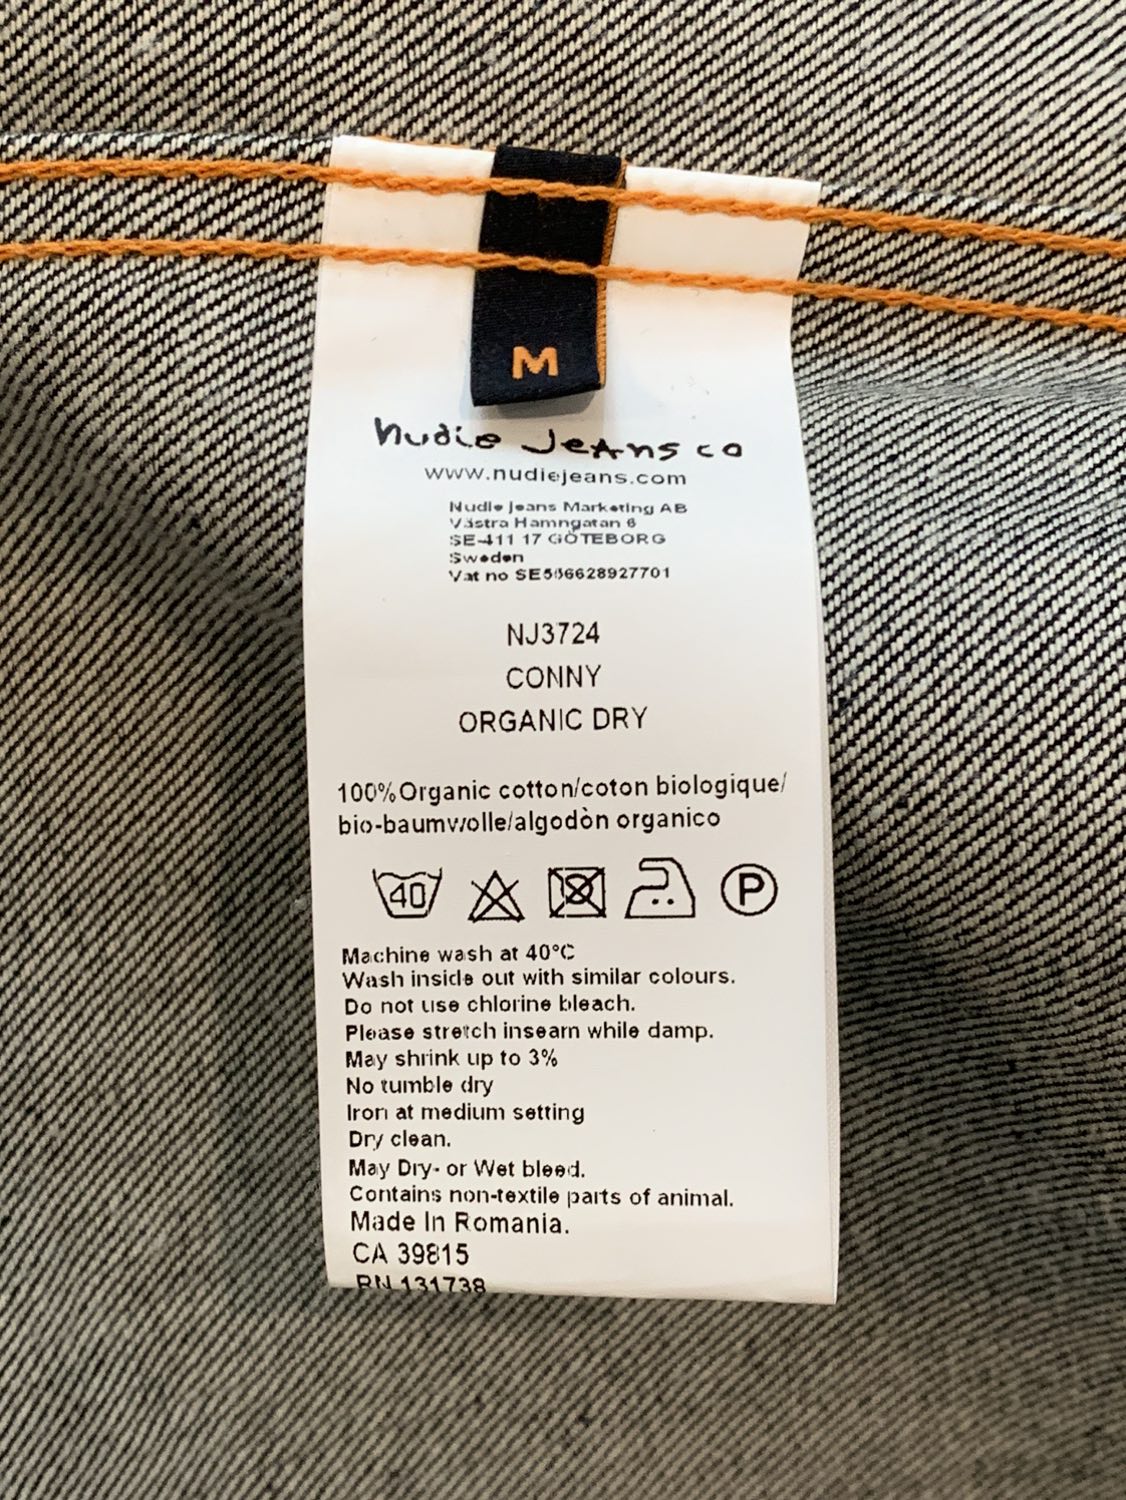 M
nudie Jeans co
www.nudiejeans.com
Nudie Jeans Marketing AB
Västra Hamngatan 6
SE-411 17 GÖTEBORG
Sweden
Vat no SE556628927701
NJ3724
CONNY
ORGANIC DRY
100%Organic cotton/coton biologique/
bio-baumwolle/algodòn organico
40 P
Machine wash at 40°C
Wash inside out with similar colours.
Do not use chlorine bleach.
Please stretch inseam while damp.
May shrink up to 3%
No tumble dry
Iron at medium setting
Dry clean.
May Dry- or Wet bleed.
Contains non-textile parts of animal.
Made In Romania.
CA 39815
RN 131738